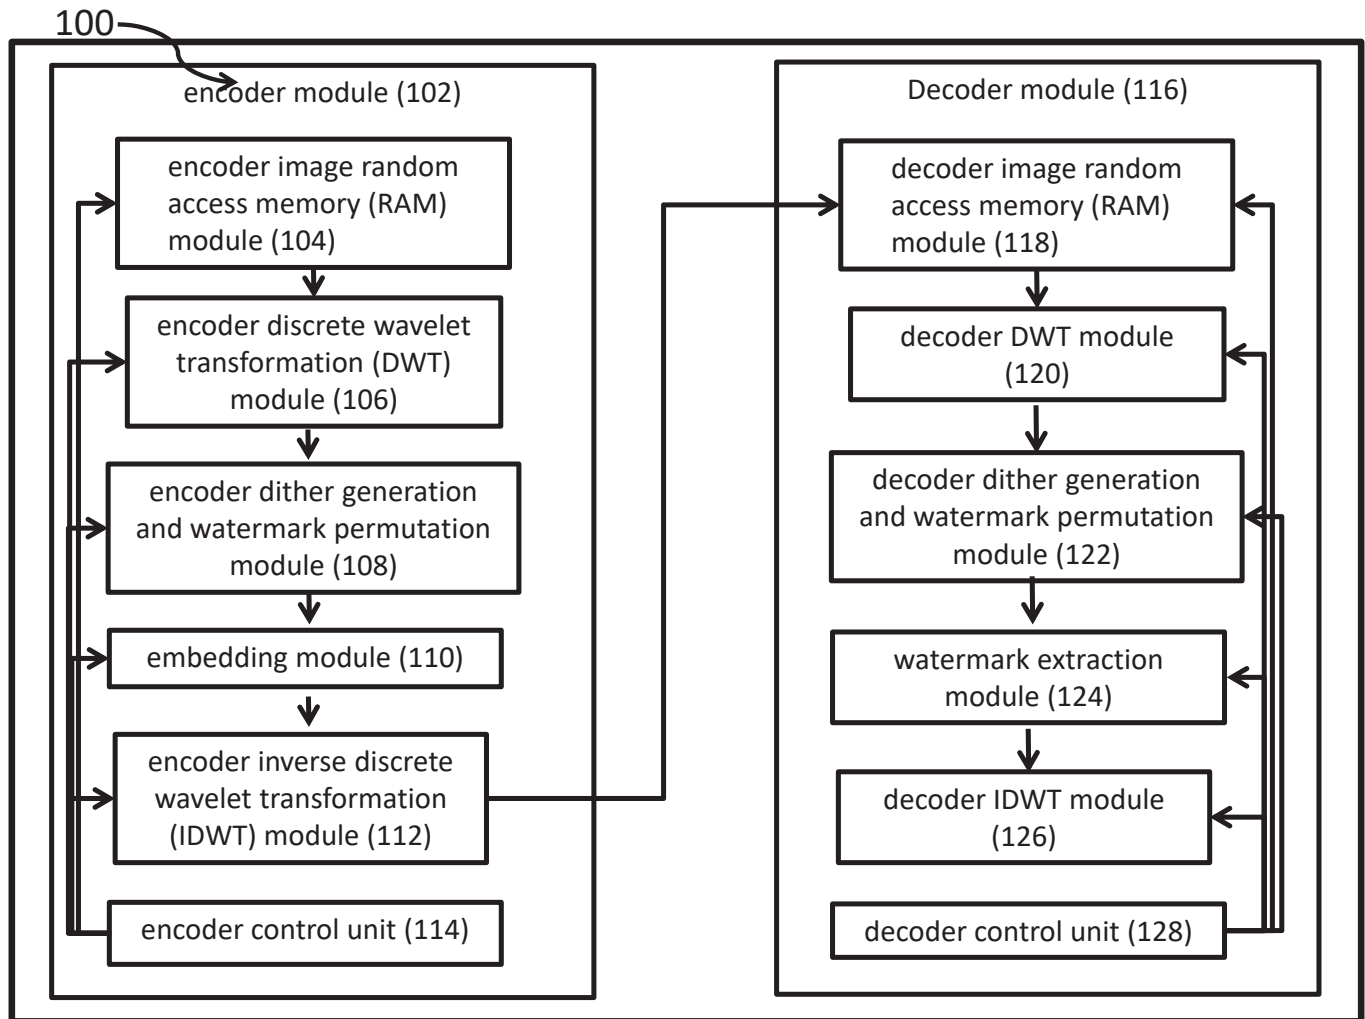 100
encoder module (102)
encoder image random
access memory (RAM)
module (104)
encoder discrete wavelet
transformation (DWT)
module (106)
encoder dither generation
and watermark permutation
module (108)
embedding module (110)
encoder inverse discrete
wavelet transformation
(IDWT) module (112)
encoder control unit (114)
Decoder module (116)
decoder image random
access memory (RAM)
module (118)
decoder DWT module
(120)
decoder dither generation
and watermark permutation
module (122)
watermark extraction
module (124)
decoder IDWT module
(126)
decoder control unit (128)